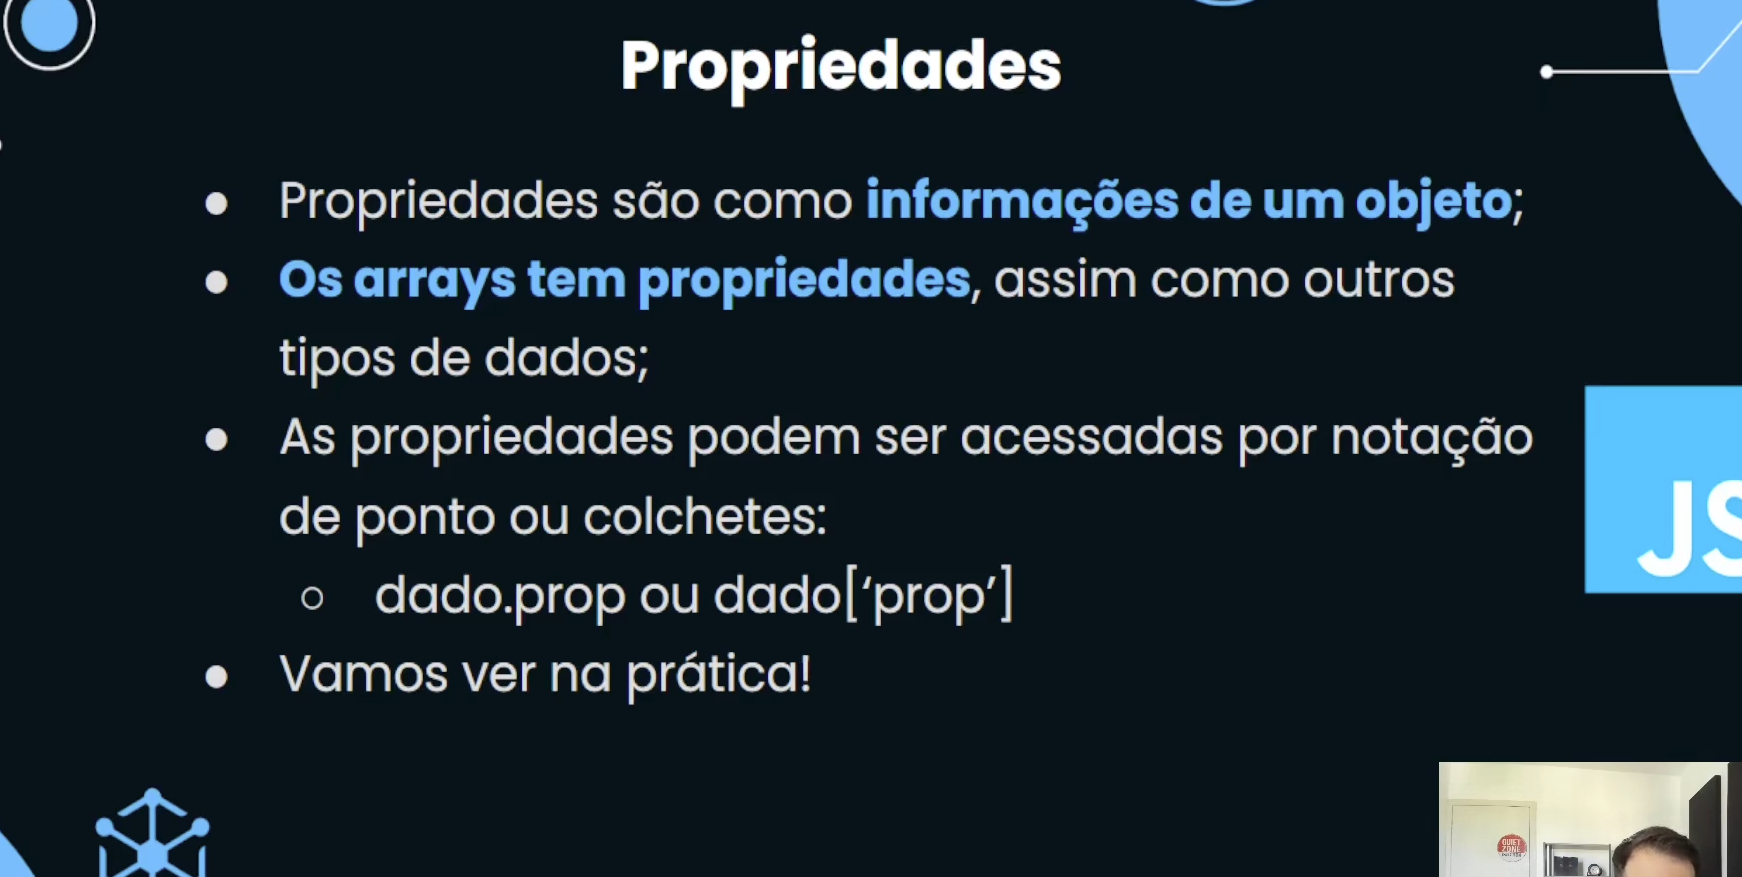 Propriedades
● Propriedades são como informações de um objeto;
● Os arrays tem propriedades, assim como outros
tipos de dados;
● As propriedades podem ser acessadas por notação
de ponto ou colchetes:
○ dado.prop ou dado[‘prop’]
● Vamos ver na prática!
JS
QUIET
ZONE